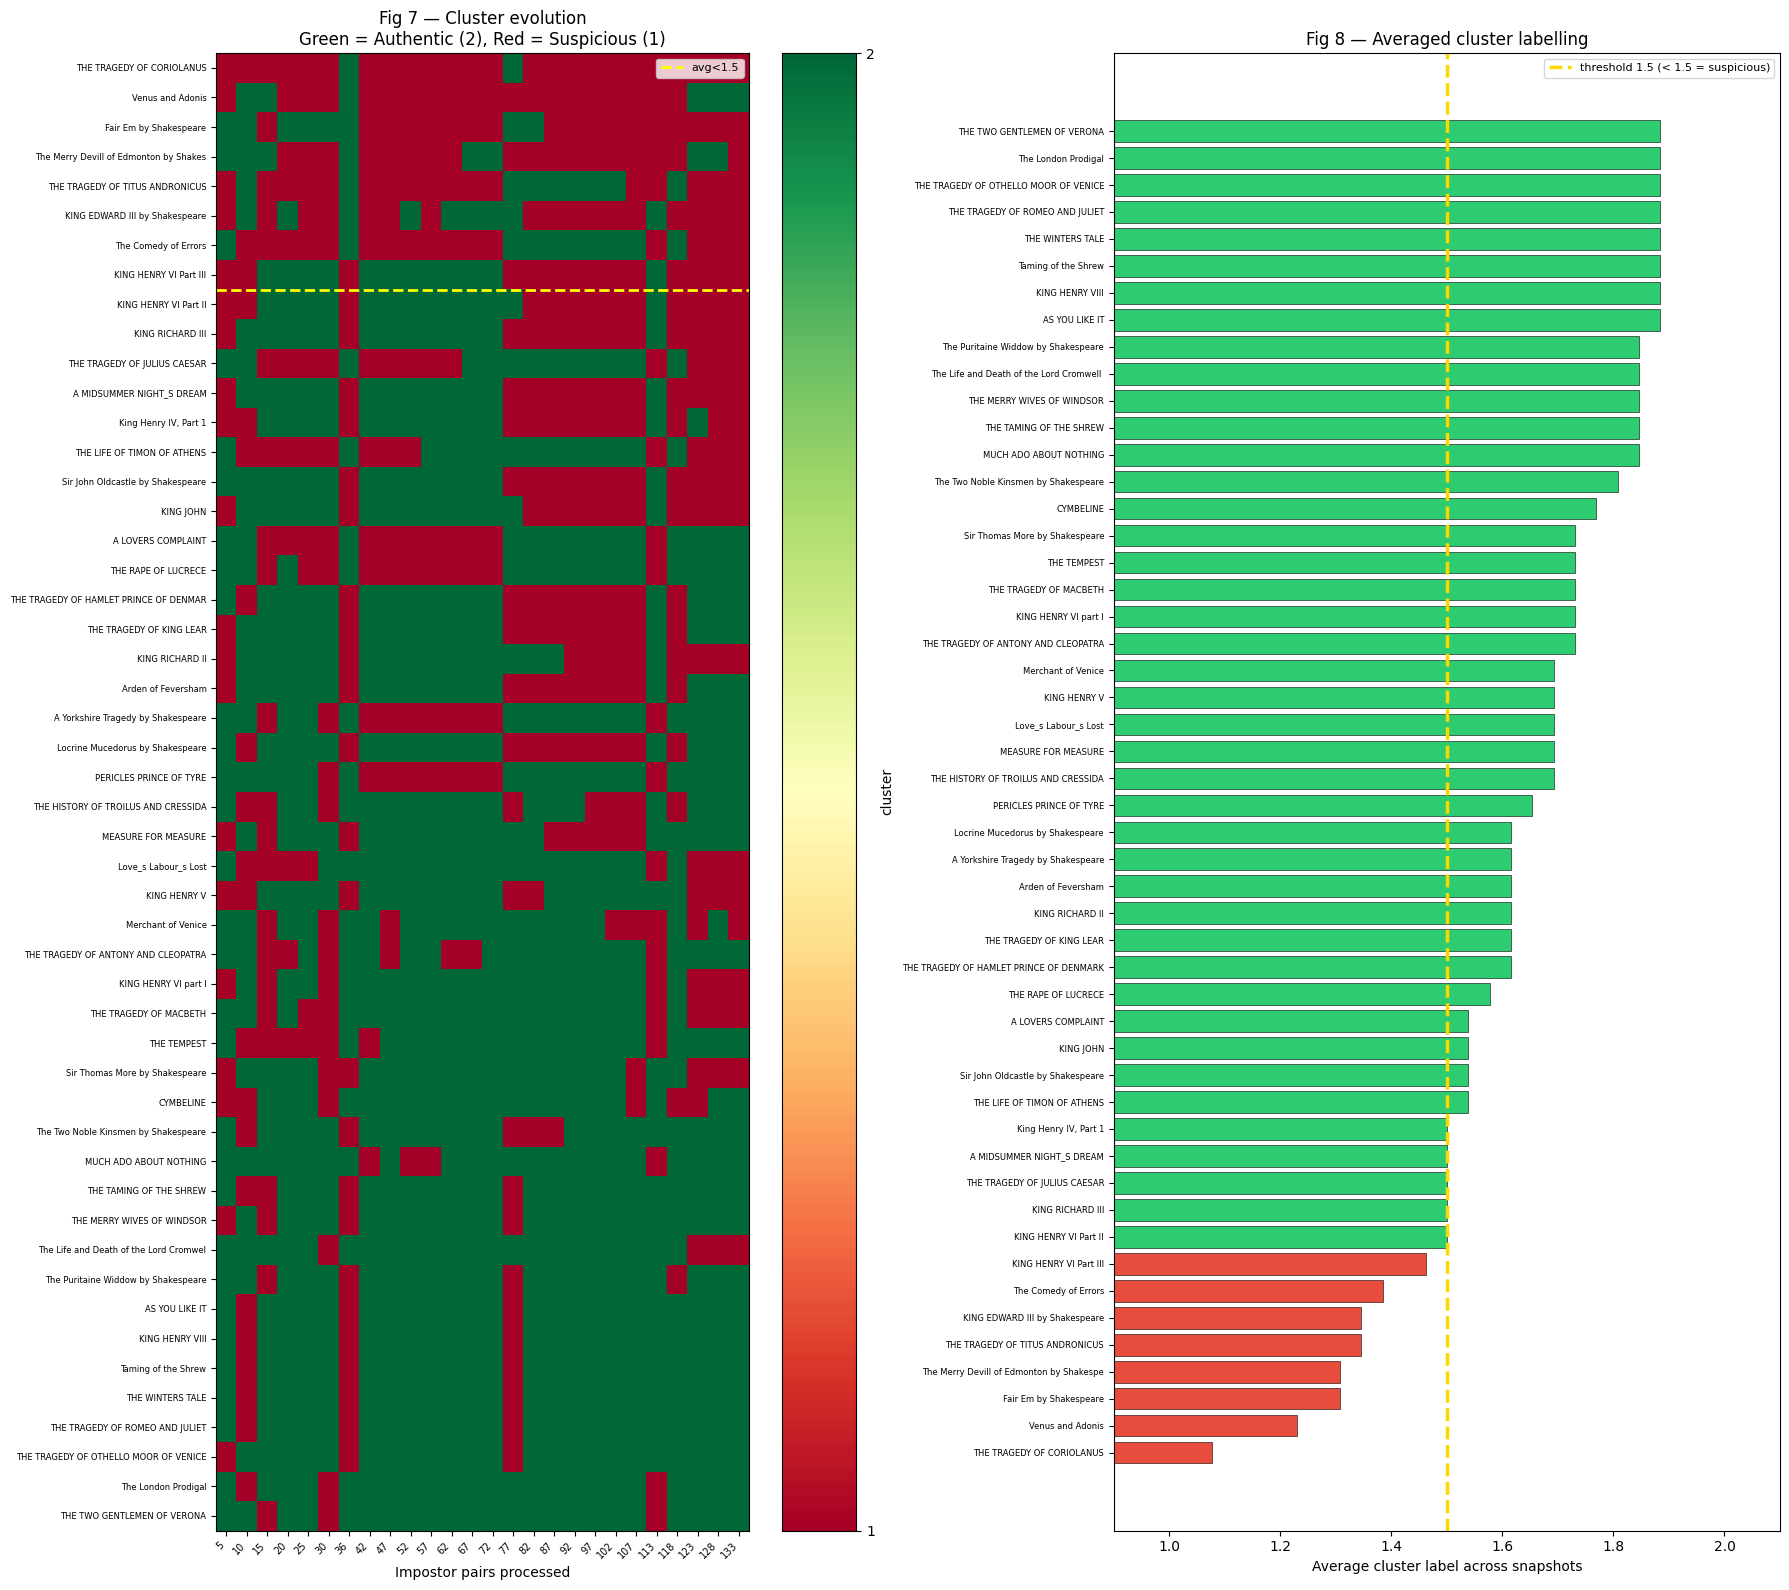 Fig 7 — Cluster evolution
Green = Authentic (2), Red = Suspicious (1)
THE TRAGEDY OF CORIOLANUS
Venus and Adonis
Fair Em by Shakespeare
The Merry Devill of Edmonton by Shakes
THE TRAGEDY OF TITUS ANDRONICUS
KING EDWARD III by Shakespeare
The Comedy of Errors
KING HENRY VI Part III
KING HENRY VI Part II
KING RICHARD III
THE TRAGEDY OF JULIUS CAESAR
A MIDSUMMER NIGHT_S DREAM
King Henry IV, Part 1
THE LIFE OF TIMON OF ATHENS
Sir John Oldcastle by Shakespeare
KING JOHN
A LOVERS COMPLAINT
THE RAPE OF LUCRECE
THE TRAGEDY OF HAMLET PRINCE OF DENMAR
THE TRAGEDY OF KING LEAR
KING RICHARD II
Arden of Feversham
A Yorkshire Tragedy by Shakespeare
Locrine Mucedorus by Shakespeare
PERICLES PRINCE OF TYRE
THE HISTORY OF TROILUS AND CRESSIDA
MEASURE FOR MEASURE
Love_s Labour_s Lost
KING HENRY V
Merchant of Venice
THE TRAGEDY OF ANTONY AND CLEOPATRA
KING HENRY VI part I
THE TRAGEDY OF MACBETH
THE TEMPEST
Sir Thomas More by Shakespeare
CYMBELINE
The Two Noble Kinsmen by Shakespeare
MUCH ADO ABOUT NOTHING
THE TAMING OF THE SHREW
THE MERRY WIVES OF WINDSOR
The Life and Death of the Lord Cromwel
The Puritaine Widdow by Shakespeare
AS YOU LIKE IT
KING HENRY VIII
Taming of the Shrew
THE WINTERS TALE
THE TRAGEDY OF ROMEO AND JULIET
THE TRAGEDY OF OTHELLO MOOR OF VENICE
The London Prodigal
THE TWO GENTLEMEN OF VERONA
avg<1.5
5 10 15 20 25 30 36 42 47 52 57 62 67 72 77 82 87 92 97 102 107 113 118 123 128 133
Impostor pairs processed
2
1
cluster
Fig 8 — Averaged cluster labelling
threshold 1.5 (< 1.5 = suspicious)
THE TWO GENTLEMEN OF VERONA
The London Prodigal
THE TRAGEDY OF OTHELLO MOOR OF VENICE
THE TRAGEDY OF ROMEO AND JULIET
THE WINTERS TALE
Taming of the Shrew
KING HENRY VIII
AS YOU LIKE IT
The Puritaine Widdow by Shakespeare
The Life and Death of the Lord Cromwell
THE MERRY WIVES OF WINDSOR
THE TAMING OF THE SHREW
MUCH ADO ABOUT NOTHING
The Two Noble Kinsmen by Shakespeare
CYMBELINE
Sir Thomas More by Shakespeare
THE TEMPEST
THE TRAGEDY OF MACBETH
KING HENRY VI part I
THE TRAGEDY OF ANTONY AND CLEOPATRA
Merchant of Venice
KING HENRY V
Love_s Labour_s Lost
MEASURE FOR MEASURE
THE HISTORY OF TROILUS AND CRESSIDA
PERICLES PRINCE OF TYRE
Locrine Mucedorus by Shakespeare
A Yorkshire Tragedy by Shakespeare
Arden of Feversham
KING RICHARD II
THE TRAGEDY OF KING LEAR
THE TRAGEDY OF HAMLET PRINCE OF DENMARK
THE RAPE OF LUCRECE
A LOVERS COMPLAINT
KING JOHN
Sir John Oldcastle by Shakespeare
THE LIFE OF TIMON OF ATHENS
King Henry IV, Part 1
A MIDSUMMER NIGHT_S DREAM
THE TRAGEDY OF JULIUS CAESAR
KING RICHARD III
KING HENRY VI Part II
KING HENRY VI Part III
The Comedy of Errors
KING EDWARD III by Shakespeare
THE TRAGEDY OF TITUS ANDRONICUS
The Merry Devill of Edmonton by Shakespe
Fair Em by Shakespeare
Venus and Adonis
THE TRAGEDY OF CORIOLANUS
1.0 1.2 1.4 1.6 1.8 2.0
Average cluster label across snapshots